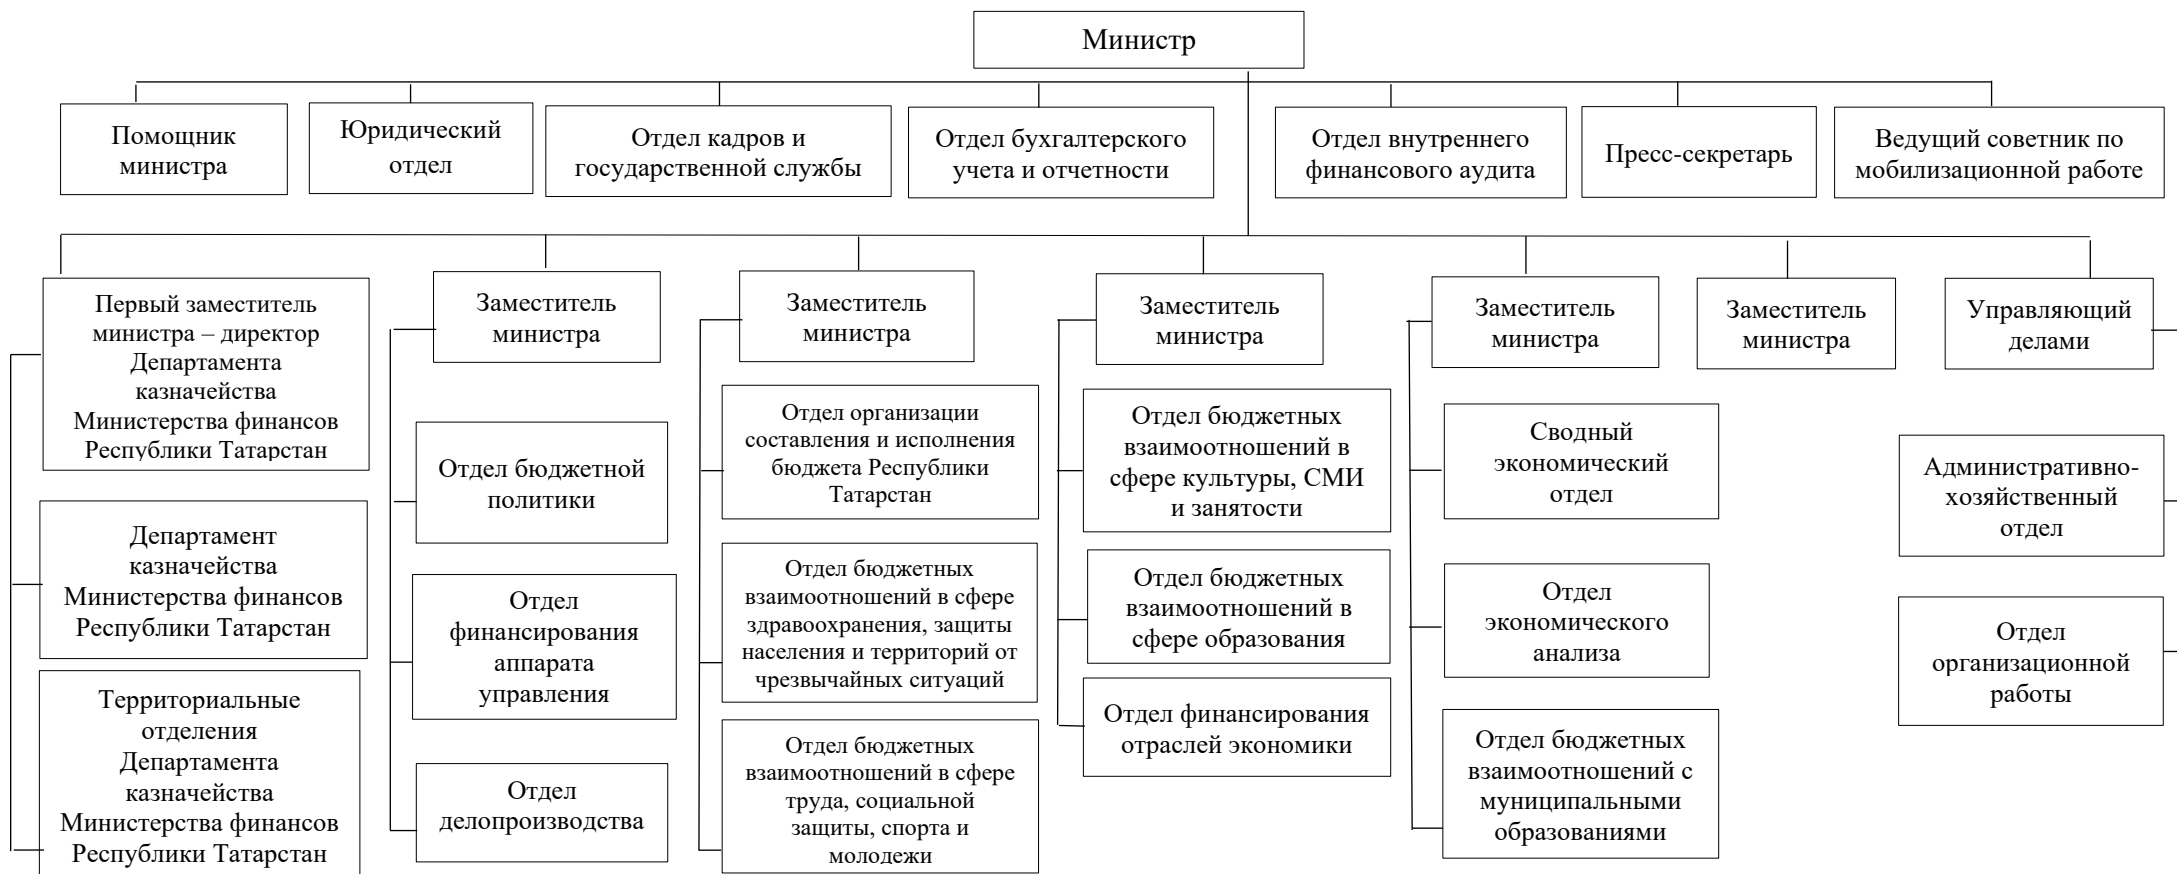 Министр
Помощник
министра
Юридический
отдел
Отдел кадров и
государственной службы
Отдел бухгалтерского
учета и отчетности
Отдел внутреннего
финансового аудита
Пресс-секретарь
Ведущий советник по
мобилизационной работе
Первый заместитель
министра – директор
Департамента
казначейства
Министерства финансов
Республики Татарстан
Заместитель
министра
Заместитель
министра
Заместитель
министра
Заместитель
министра
Заместитель
министра
Управляющий
делами
Департамент
казначейства
Министерства финансов
Республики Татарстан
Территориальные
отделения
Департамента
казначейства
Министерства финансов
Республики Татарстан
Отдел бюджетной
политики
Отдел
финансирования
аппарата
управления
Отдел
делопроизводства
Отдел организации
составления и исполнения
бюджета Республики
Татарстан
Отдел бюджетных
взаимоотношений в сфере
здравоохранения, защиты
населения и территорий от
чрезвычайных ситуаций
Отдел бюджетных
взаимоотношений в сфере
труда, социальной
защиты, спорта и
молодежи
Отдел бюджетных
взаимоотношений в
сфере культуры, СМИ
и занятости
Отдел бюджетных
взаимоотношений в
сфере образования
Отдел финансирования
отраслей экономики
Сводный
экономический
отдел
Отдел
экономического
анализа
Отдел бюджетных
взаимоотношений с
муниципальными
образованиями
Административно-
хозяйственный
отдел
Отдел
организационной
работы